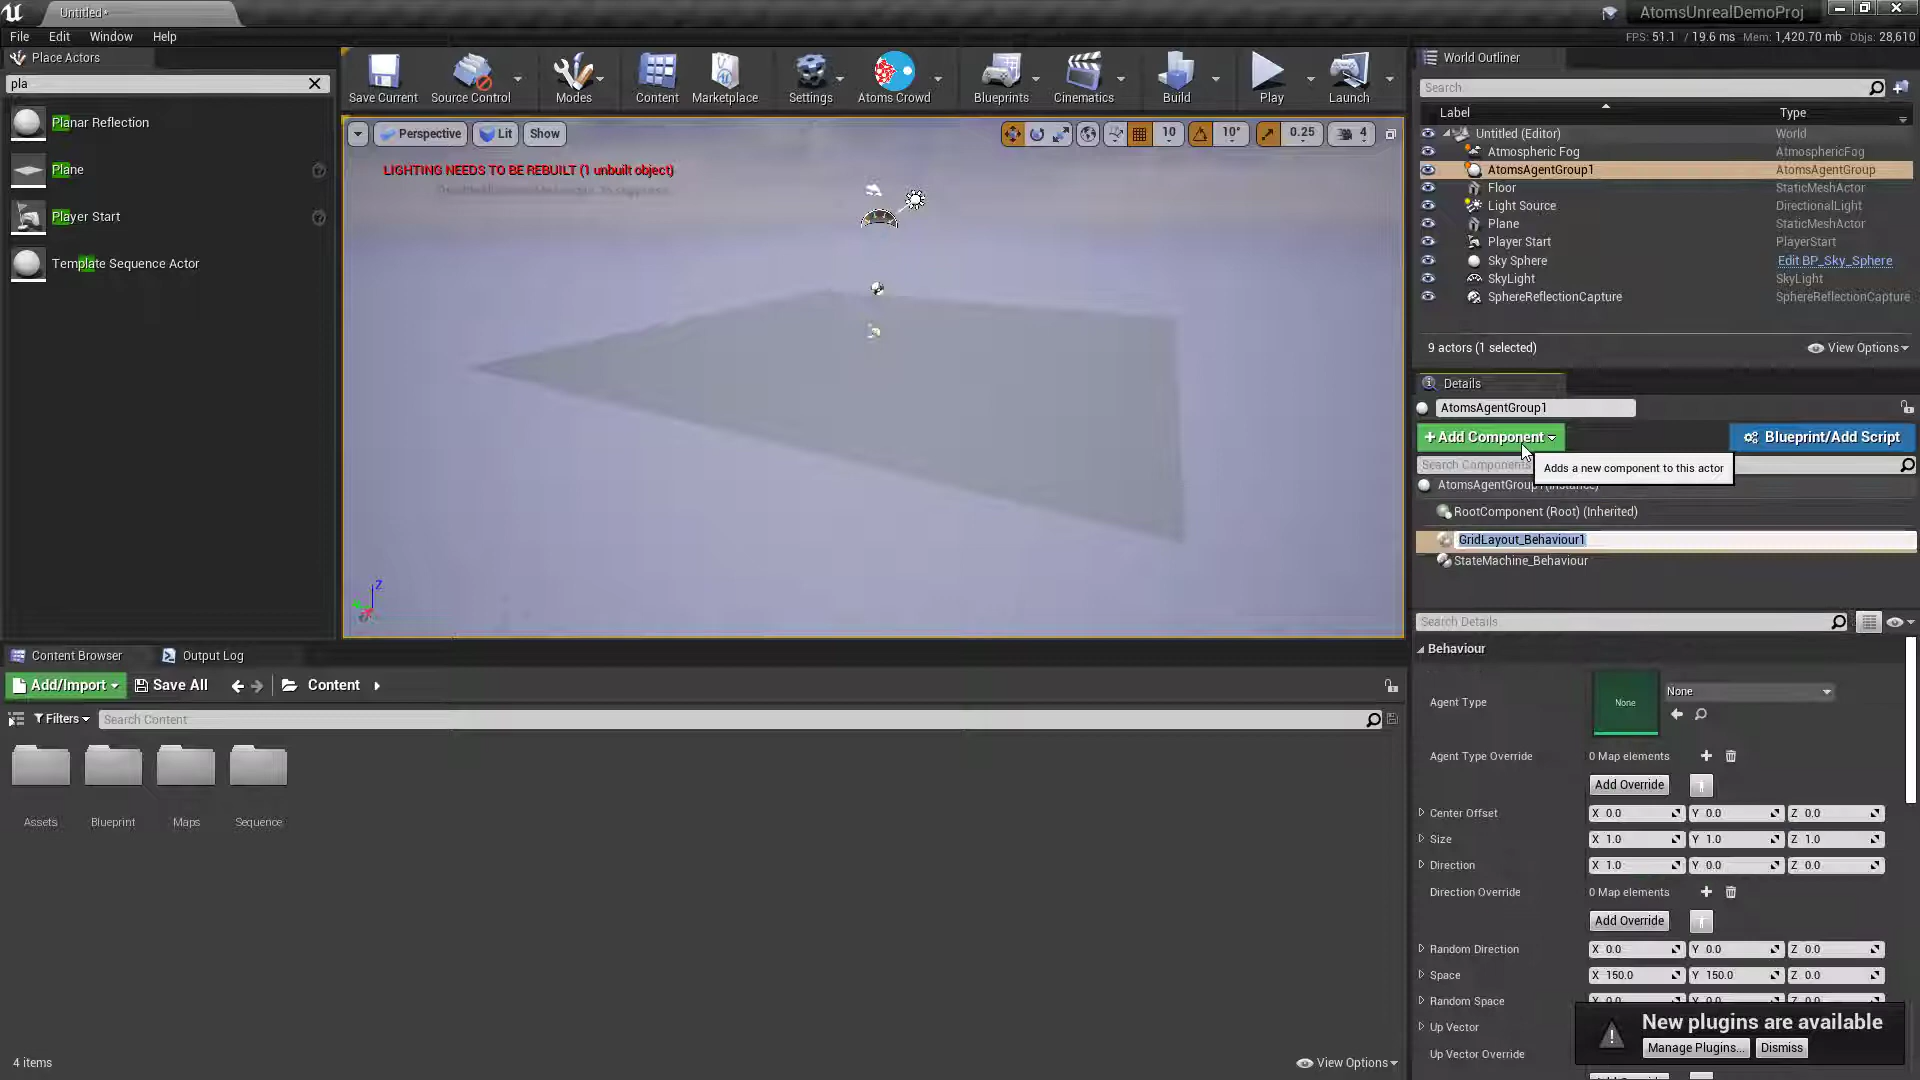 Untitled*
AtomsUnrealDemoProj
File Edit Window Help
FPS: 51.1 / 19.6 ms Mem: 1,420.70 mb Objs: 28,610
Place Actors
pla
Planar Reflection
Plane
Player Start
Template Sequence Actor
Save Current
Source Control
Modes
Content
Marketplace
Settings
Atoms Crowd
Blueprints
Cinematics
Build
Play
Launch
Perspective
Lit
Show
10
10°
0.25
4
LIGHTING NEEDS TO BE REBUILT (1 unbuilt object)
Z
World Outliner
Search
Label Type
Untitled (Editor) World
Atmospheric Fog AtmosphericFog
AtomsAgentGroup1 AtomsAgentGroup
Floor StaticMeshActor
Light Source DirectionalLight
Plane StaticMeshActor
Player Start PlayerStart
Sky Sphere Edit BP_Sky_Sphere
SkyLight SkyLight
SphereReflectionCapture SphereReflectionCapture
9 actors (1 selected)
View Options
Details
AtomsAgentGroup1
+ Add Component
Blueprint/Add Script
Search Components
Adds a new component to this actor
AtomsAgentGroup1(Instance)
RootComponent (Root) (Inherited)
GridLayout_Behaviour1
StateMachine_Behaviour
Search Details
Behaviour
Agent Type None None
Agent Type Override 0 Map elements
Add Override
Center Offset X 0.0 Y 0.0 Z 0.0
Size X 1.0 Y 1.0 Z 1.0
Direction X 1.0 Y 0.0 Z 0.0
Direction Override 0 Map elements
Add Override
Random Direction X 0.0 Y 0.0 Z 0.0
Space X 150.0 Y 150.0 Z 0.0
Random Space X 0.0 Y 0.0 Z 0.0
Up Vector
Up Vector Override
New plugins are available
Manage Plugins... Dismiss
Content Browser
Output Log
Add/Import
Save All
Content
Filters
Search Content
Assets
Blueprint
Maps
Sequence
4 items
View Options